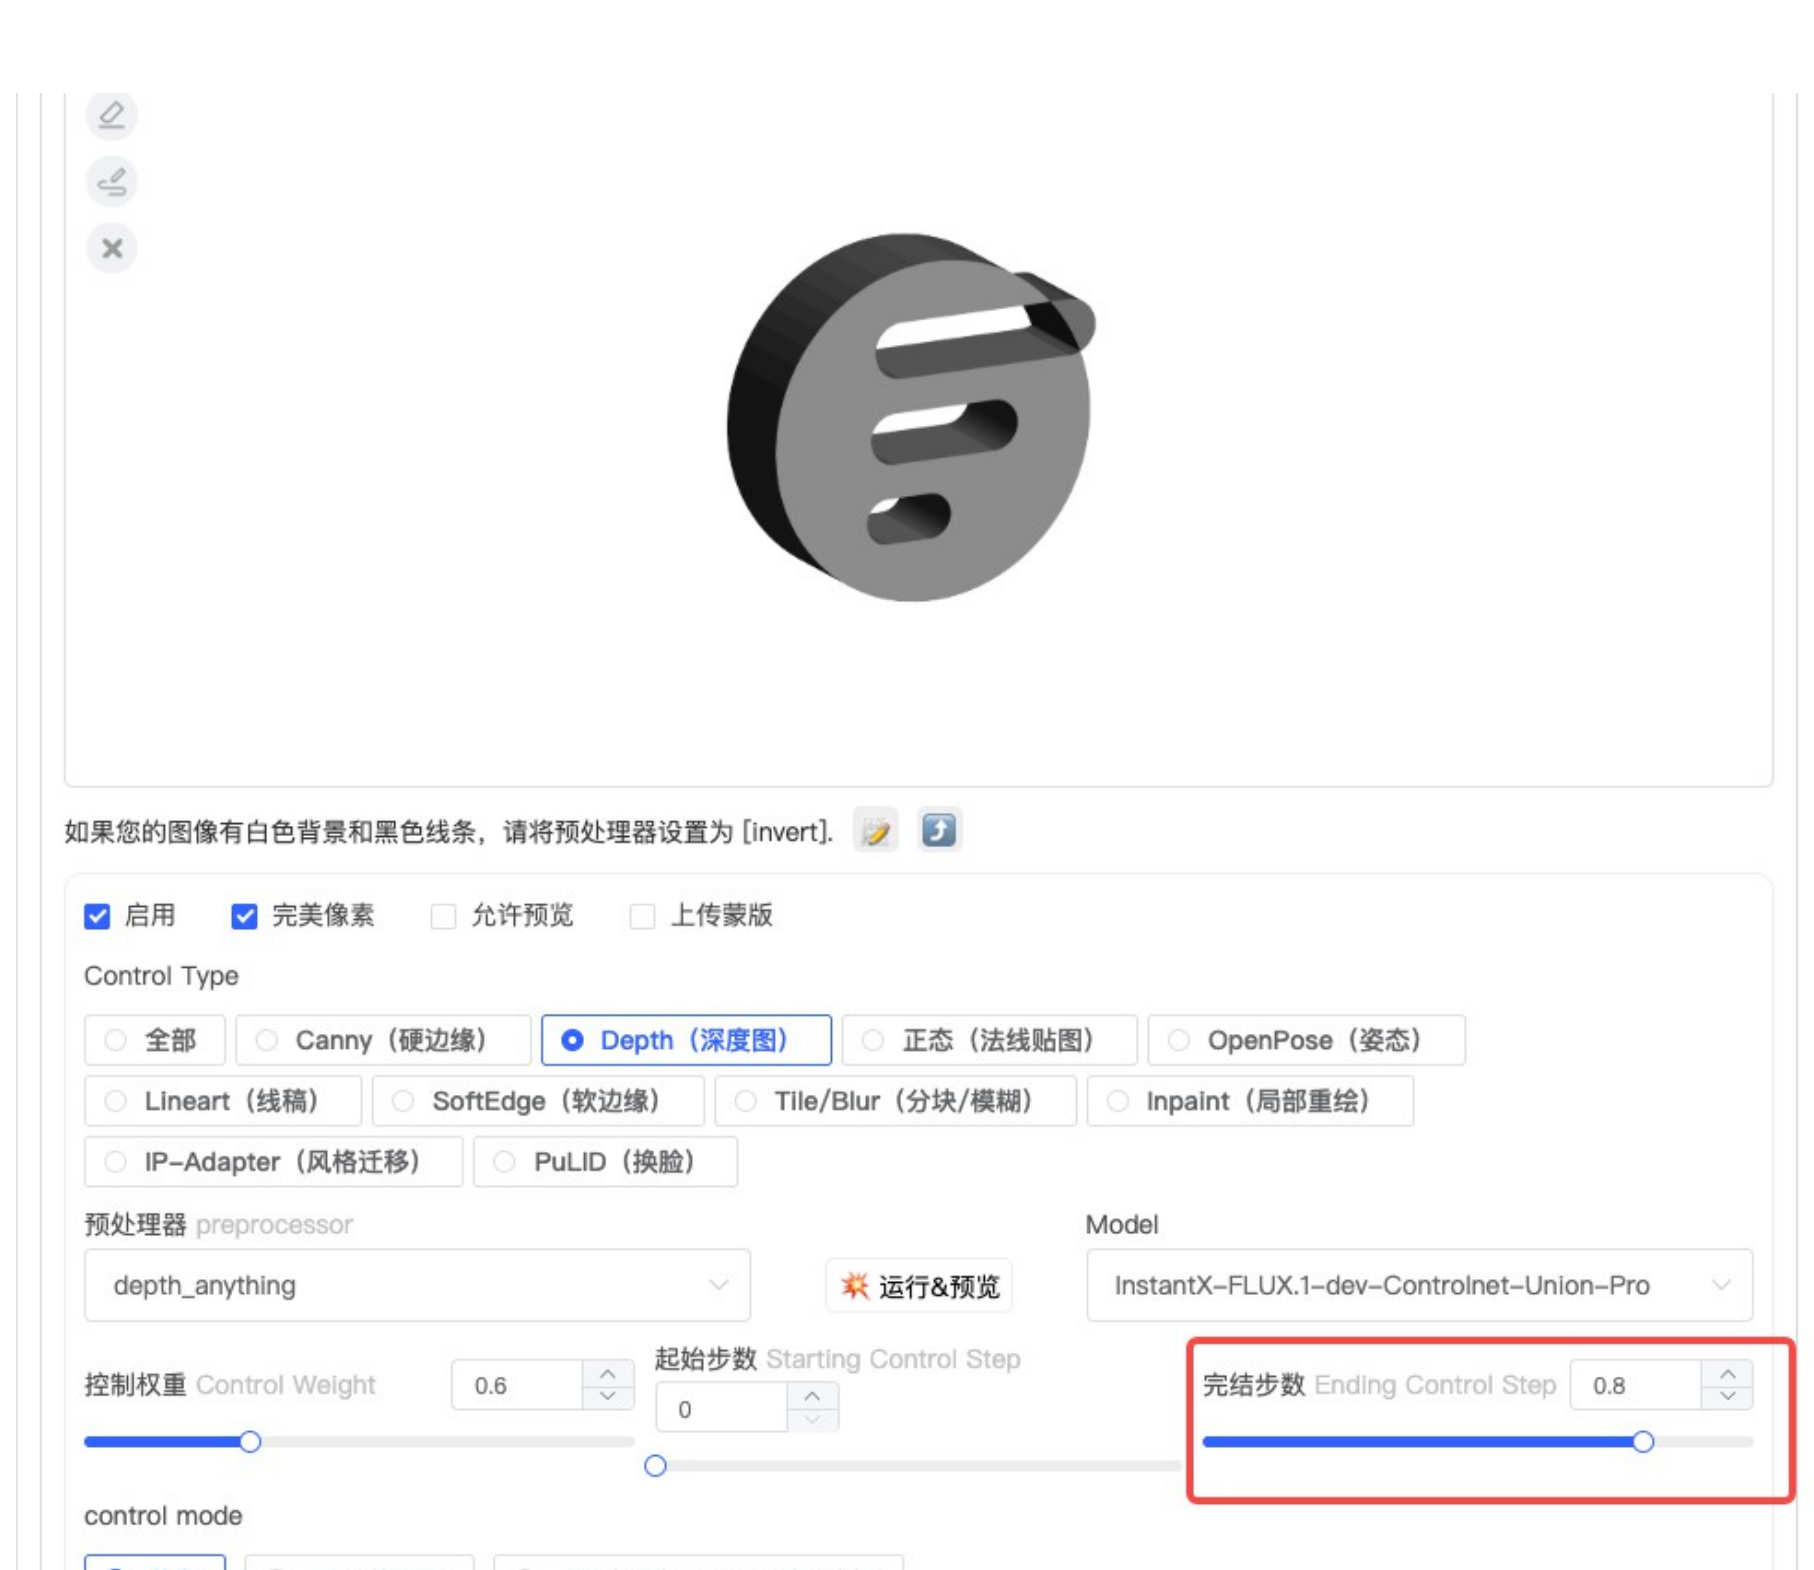 如果您的图像有白色背景和黑色线条，请将预处理器设置为 [invert].
启用 完美像素 允许预览 上传蒙版
Control Type
全部 Canny（硬边缘） Depth（深度图） 正态（法线贴图） OpenPose（姿态）
Lineart（线稿） SoftEdge（软边缘） Tile/Blur（分块/模糊） Inpaint（局部重绘）
IP-Adapter（风格迁移） PuLID（换脸）
预处理器 preprocessor Model
depth_anything 运行&预览 InstantX-FLUX.1-dev-Controlnet-Union-Pro
控制权重 Control Weight 0.6 起始步数 Starting Control Step 0 完结步数 Ending Control Step 0.8
control mode